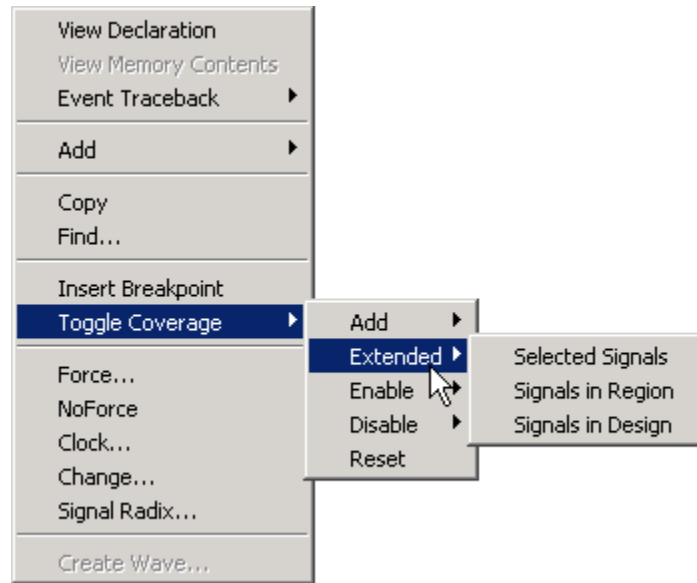 View Declaration
View Memory Contents
Event Traceback
Add
Copy
Find...
Insert Breakpoint
Toggle Coverage
Force...
NoForce
Clock...
Change...
Signal Radix...
Create Wave...
Add
Extended
Enable
Disable
Reset
Selected Signals
Signals in Region
Signals in Design